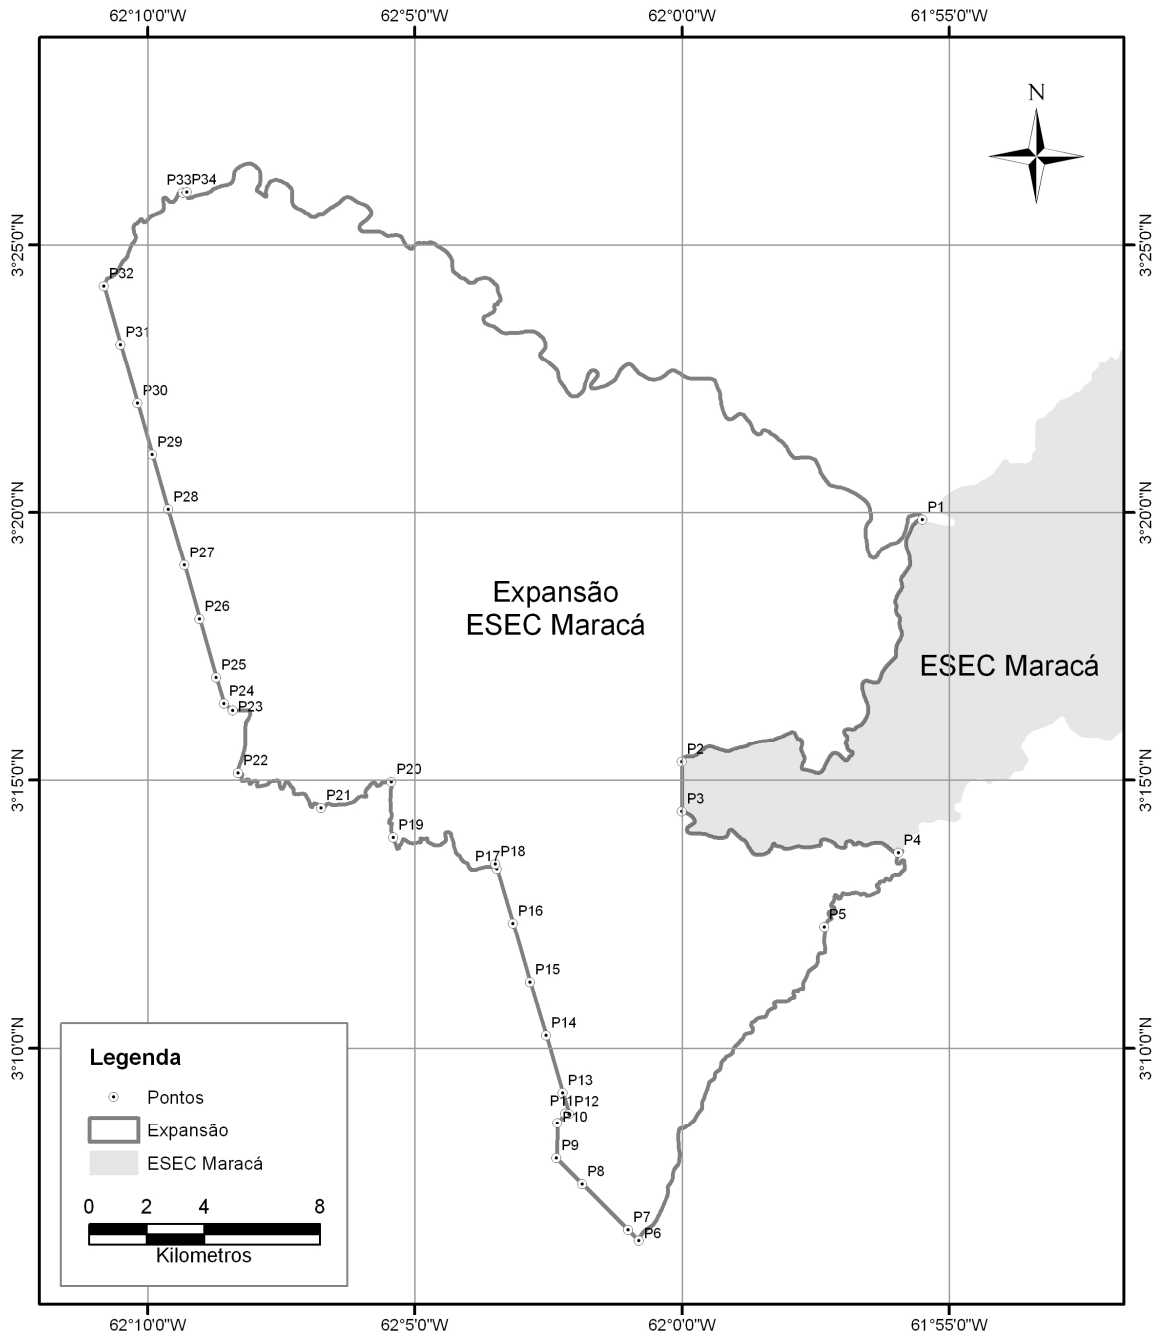 62°10'0"W
62°5'0"W
62°0'0"W
61°55'0"W
N
P33
P34
3°25'0"N
3°25'0"N
P32
P31
P30
P29
P28
P1
3°20'0"N
3°20'0"N
P27
Expansão
ESEC Maracá
P26
ESEC Maracá
P25
P24
P23
P2
P22
P20
3°15'0"N
3°15'0"N
P21
P3
P19
P4
P17
P18
P16
P5
P15
P14
3°10'0"N
3°10'0"N
Legenda
Pontos
Expansão
ESEC Maracá
P13
P11
P12
P10
P9
P8
P7
P6
0 2 4 8
Kilometros
62°10'0"W
62°5'0"W
62°0'0"W
61°55'0"W